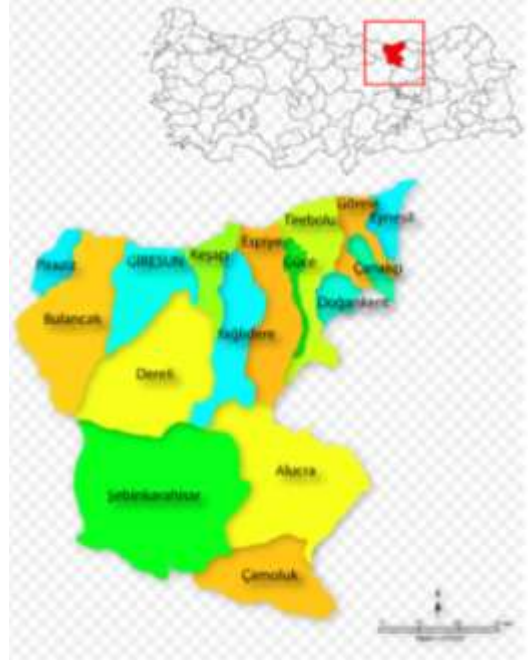 Görele
Eynesil
Tirebolu
Espiye
Keşap
GİRESUN
Piraziz
Güce
Çanakçı
Doğankent
Bulancak
Yağlıdere
Dereli
Alucra
Şebinkarahisar
Çamoluk